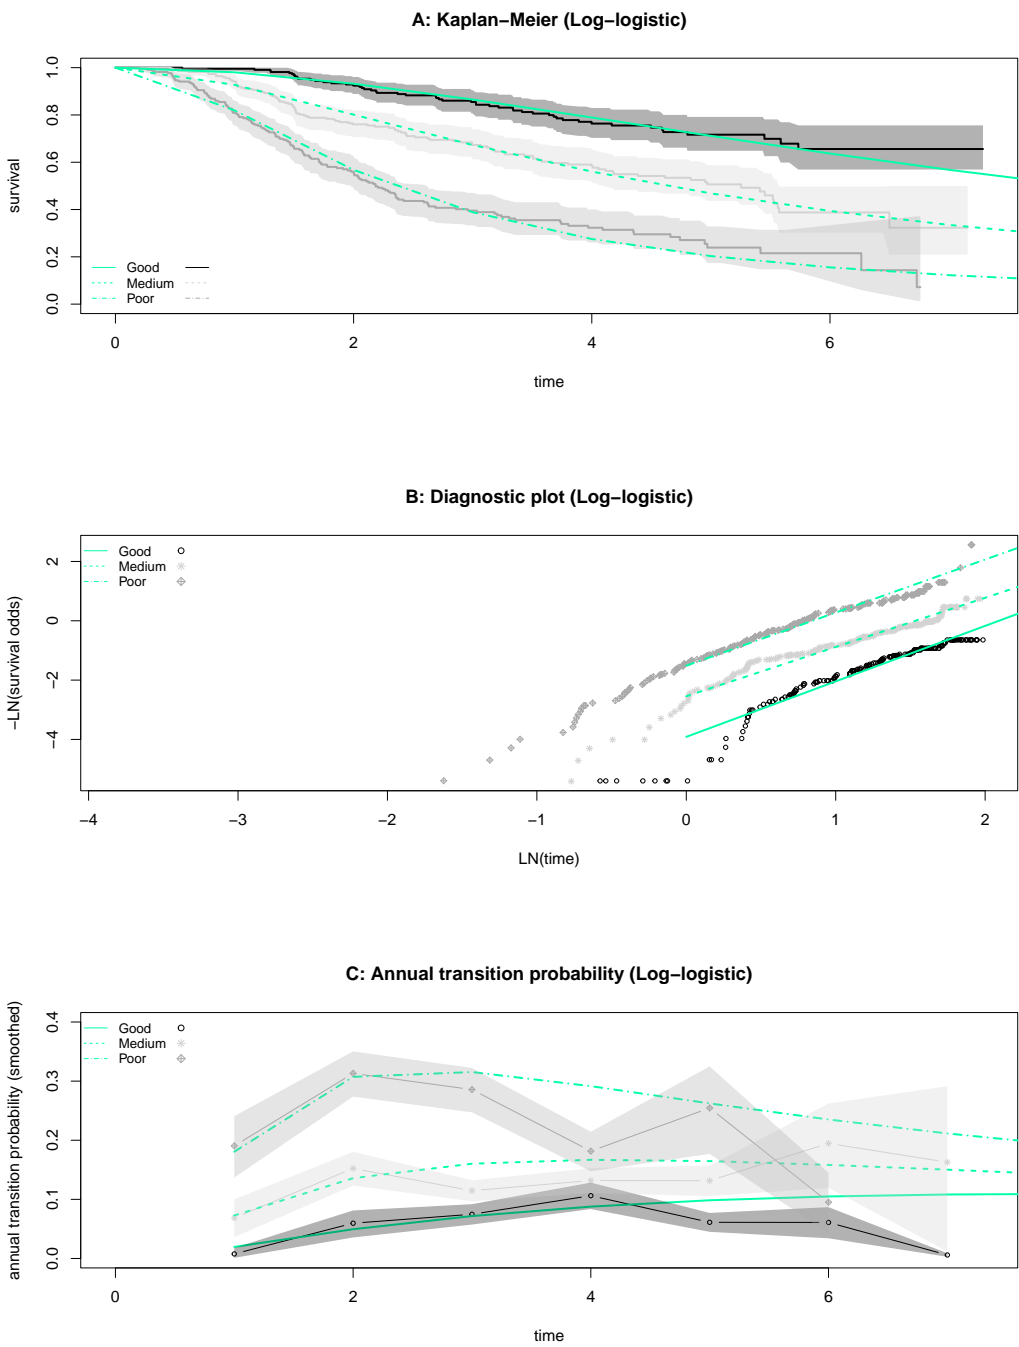 A: Kaplan−Meier (Log−logistic)
survival
0.0 0.2 0.4 0.6 0.8 1.0
Good
Medium
Poor
0 2 4 6
time
B: Diagnostic plot (Log−logistic)
−LN(survival odds)
−4 −2 0 2
Good
Medium
Poor
−4 −3 −2 −1 0 1 2
LN(time)
C: Annual transition probability (Log−logistic)
annual transition probability (smoothed)
0.0 0.1 0.2 0.3 0.4
Good
Medium
Poor
0 2 4 6
time